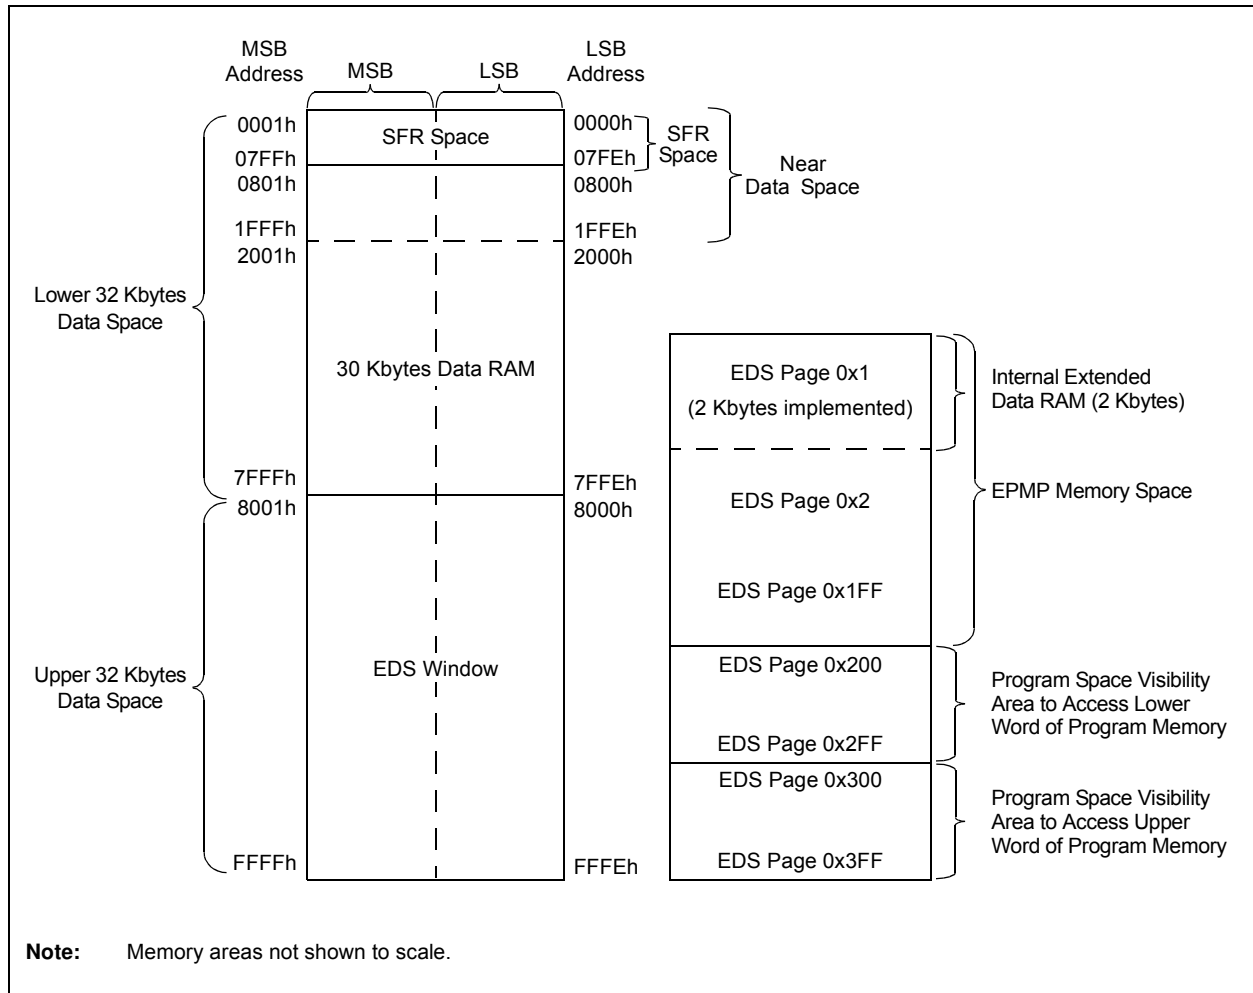 MSB
Address
MSB
LSB
LSB
Address
0001h
SFR Space
0000h
SFR
Space
07FFh
07FEh
Near
Data Space
0801h
0800h
1FFFh
1FFEh
2001h
2000h
Lower 32 Kbytes
Data Space
30 Kbytes Data RAM
7FFFh
7FFEh
8001h
8000h
Upper 32 Kbytes
Data Space
EDS Window
FFFFh
FFFEh
EDS Page 0x1
(2 Kbytes implemented)
Internal Extended
Data RAM (2 Kbytes)
EDS Page 0x2
EPMP Memory Space
EDS Page 0x1FF
EDS Page 0x200
EDS Page 0x2FF
Program Space Visibility
Area to Access Lower
Word of Program Memory
EDS Page 0x300
EDS Page 0x3FF
Program Space Visibility
Area to Access Upper
Word of Program Memory
Note: Memory areas not shown to scale.